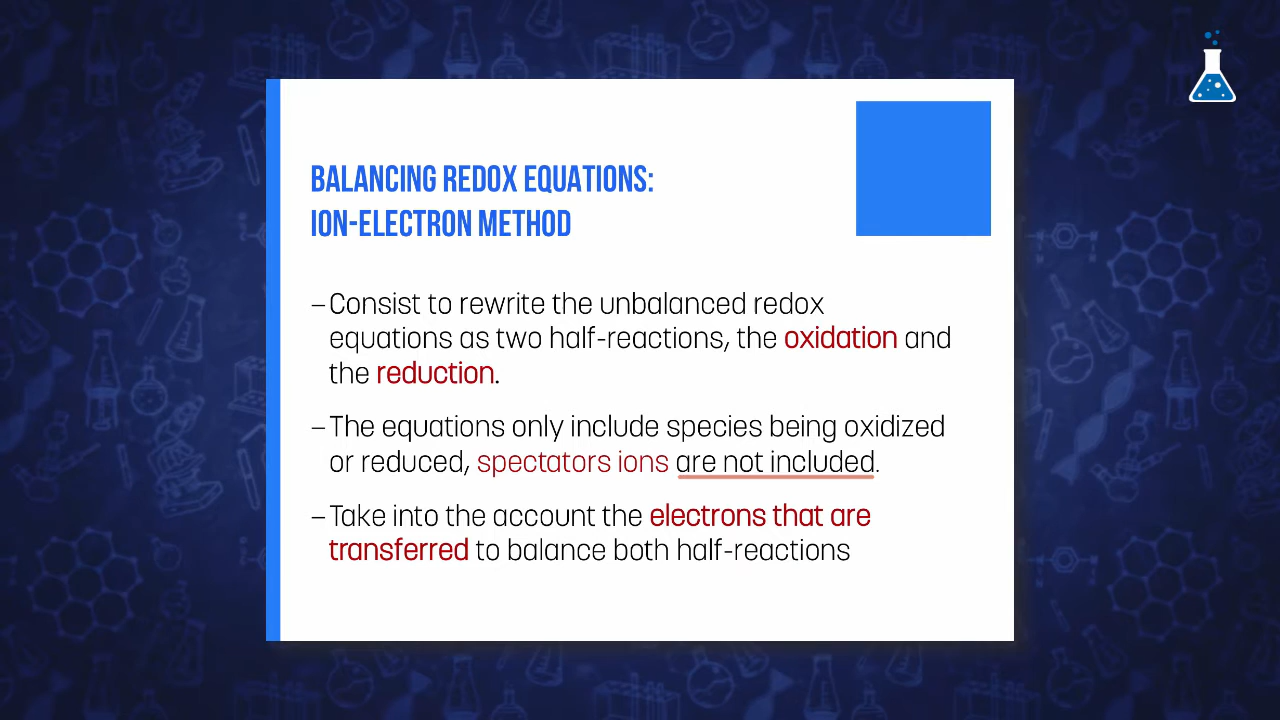 BALANCING REDOX EQUATIONS:
ION-ELECTRON METHOD
–Consist to rewrite the unbalanced redox
equations as two half-reactions, the oxidation and
the reduction.
–The equations only include species being oxidized
or reduced, spectators ions are not included.
–Take into the account the electrons that are
transferred to balance both half-reactions